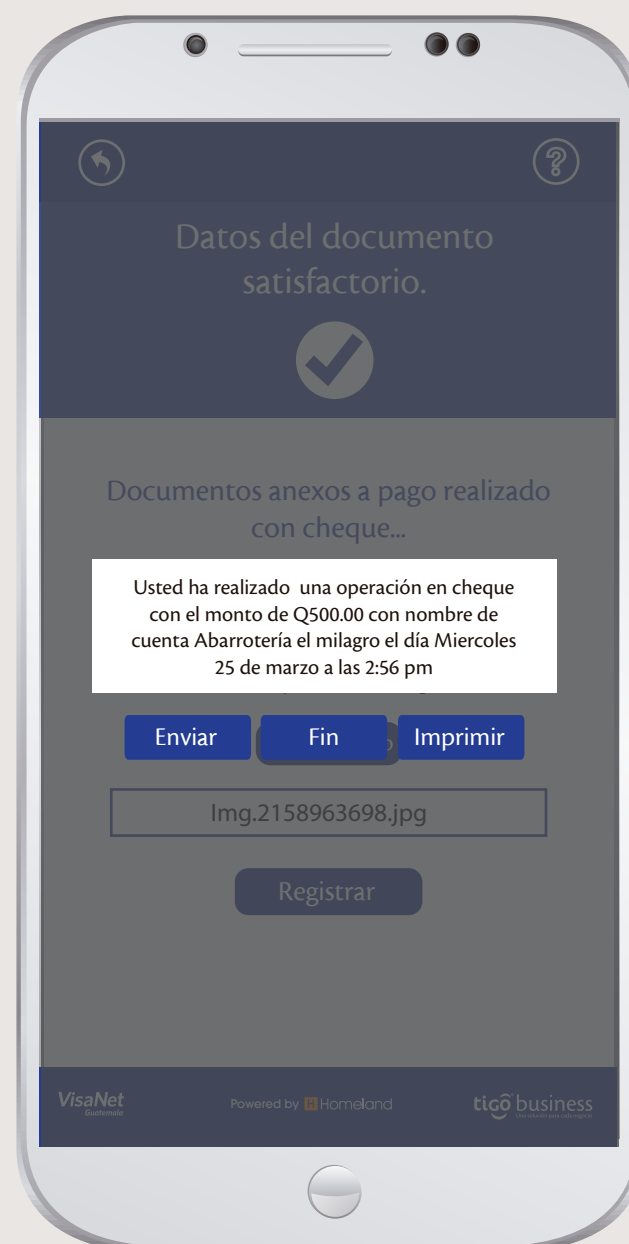 Datos del documento
satisfactorio.
Documentos anexos a pago realizado
con cheque...
Usted ha realizado una operación en cheque
con el monto de Q500.00 con nombre de
cuenta Abarrotería el milagro el día Miercoles
25 de marzo a las 2:56 pm
Enviar Fin Imprimir
Img.2158963698.jpg
Registrar
VisaNet Powered by Homeland tigo business
Guatemala